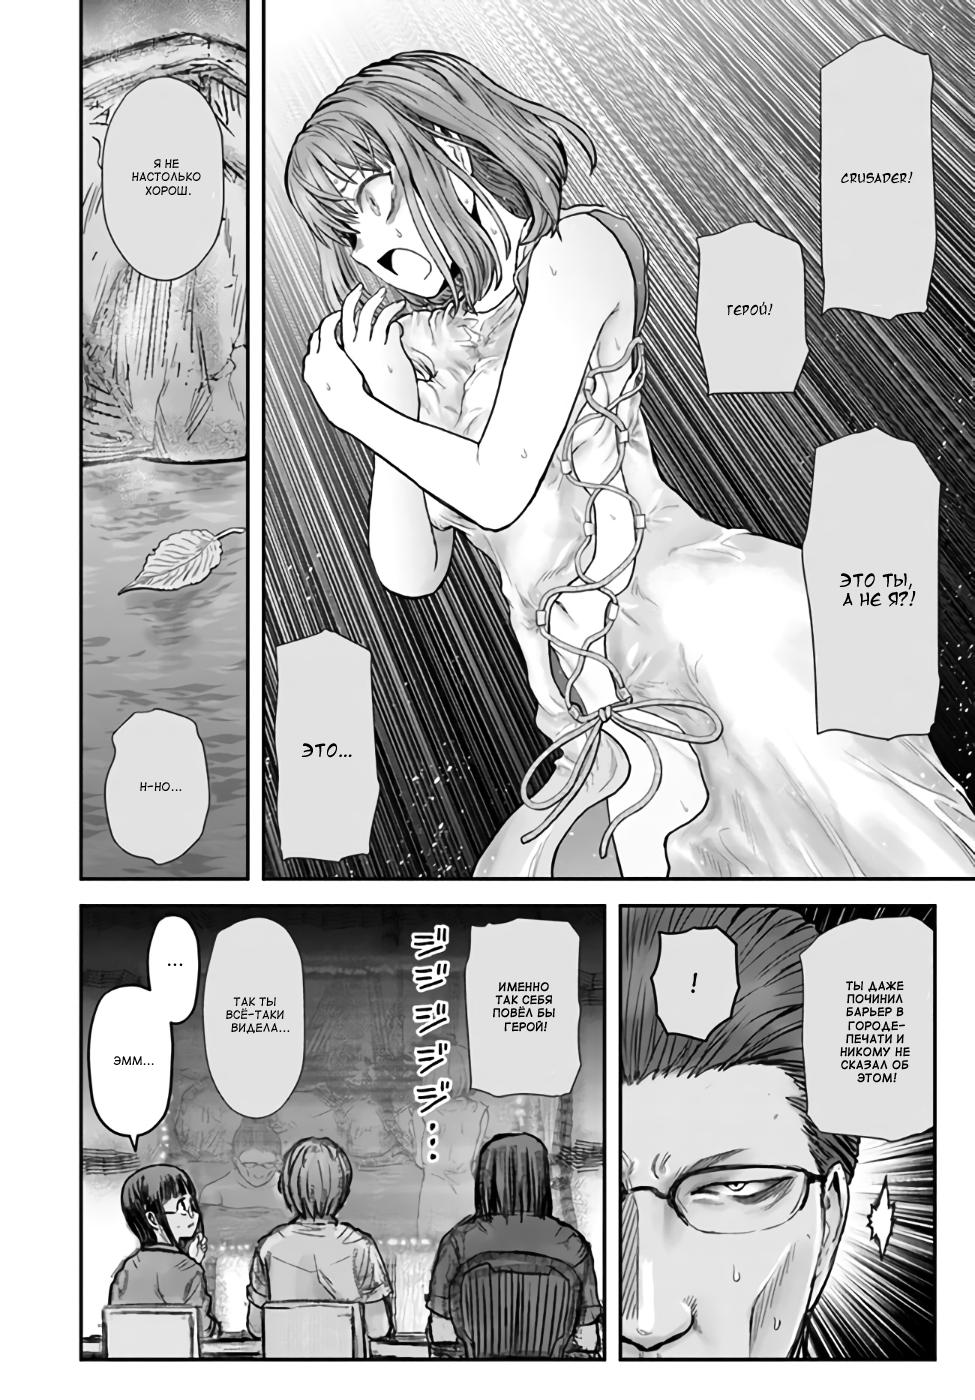 CRUSADER!
ГЕРОЙ!
ЭТО ТЫ,
А НЕ Я?!
ЭТО...
Я НЕ
НАСТОЛЬКО
ХОРОШ.
Н-НО...
ТЫ ДАЖЕ
ПОЧИНИЛ
БАРЬЕР В
ГОРОДЕ-
ПЕЧАТИ И
НИКОМУ НЕ
СКАЗАЛ ОБ
ЭТОМ!
!
ИМЕННО
ТАК СЕБЯ
ПОВЁЛ БЫ
ГЕРОЙ!
ジジジジジ...
ТАК ТЫ
ВСЁ-ТАКИ
ВИДЕЛА...
...
ЭММ...